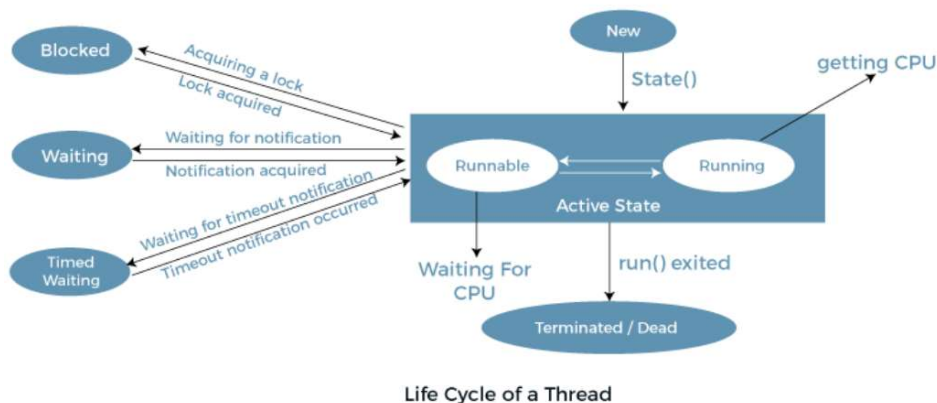 New
Blocked
Acquiring a lock
Lock acquired
State()
getting CPU
Waiting for notification
Waiting
Notification acquired
Runnable
Running
Active State
Waiting for timeout notification
Timeout notification occurred
Timed
Waiting
Waiting For
CPU
run() exited
Terminated / Dead
Life Cycle of a Thread